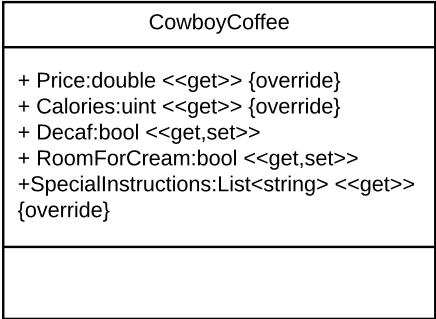 CowboyCoffee
+ Price:double <<get>> {override}
+ Calories:uint <<get>> {override}
+ Decaf:bool <<get,set>>
+ RoomForCream:bool <<get,set>>
+SpecialInstructions:List<string> <<get>>
{override}